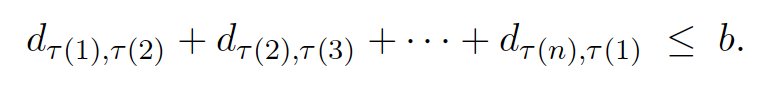 d_{τ(1),τ(2)} + d_{τ(2),τ(3)} + ⋯ + d_{τ(n),τ(1)} ≤ b.